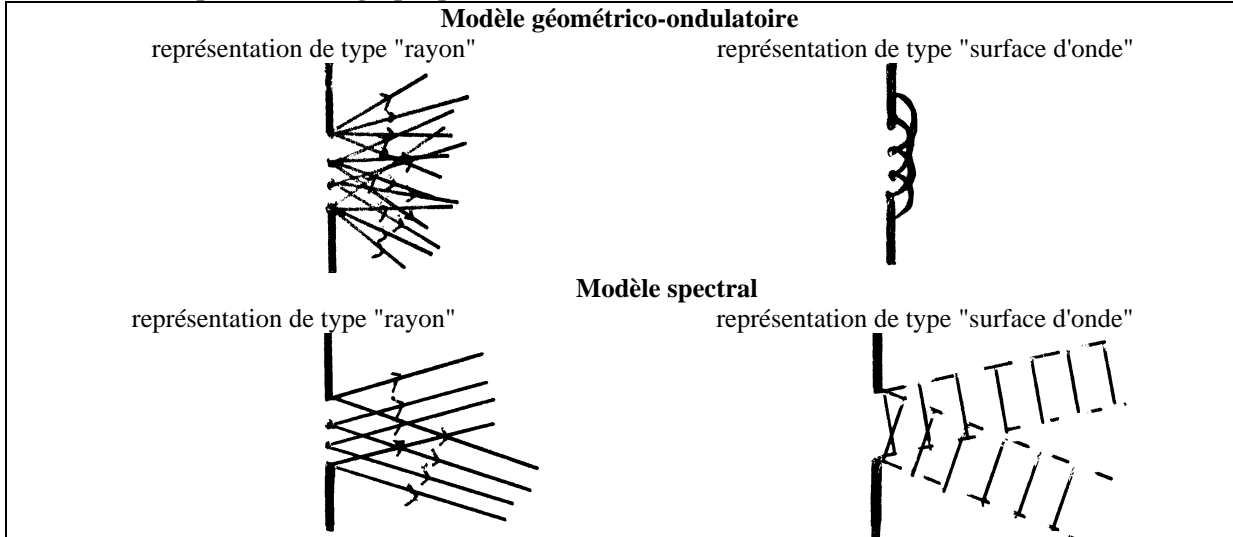 Modèle géométrico-ondulatoire
représentation de type "rayon" représentation de type "surface d'onde"
Modèle spectral
représentation de type "rayon" représentation de type "surface d'onde"